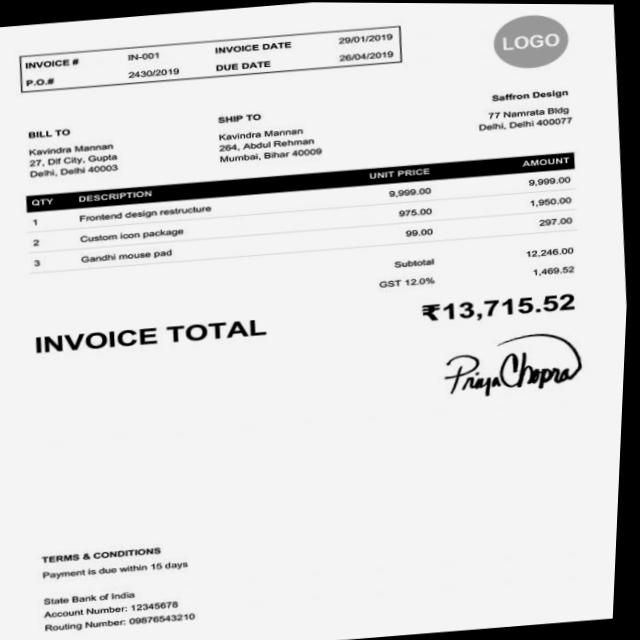 INVOICE # IN-001 INVOICE DATE 29/01/2019
P.O.# 2430/2019 DUE DATE 26/04/2019
LOGO
Saffron Design
77 Namrata Bldg
Delhi, Delhi 400077
BILL TO
Kavindra Mannan
27, Dlf City, Gupta
Delhi, Delhi 40003
SHIP TO
Kavindra Mannan
264, Abdul Rehman
Mumbai, Bihar 40009
QTY DESCRIPTION UNIT PRICE AMOUNT
1 Frontend design restructure 9,999.00 9,999.00
2 Custom icon package 975.00 1,950.00
3 Gandhi mouse pad 99.00 297.00
Subtotal 12,246.00
GST 12.0% 1,469.52
INVOICE TOTAL ₹13,715.52
Priya Chopra
TERMS & CONDITIONS
Payment is due within 15 days
State Bank of India
Account Number: 12345678
Routing Number: 09876543210